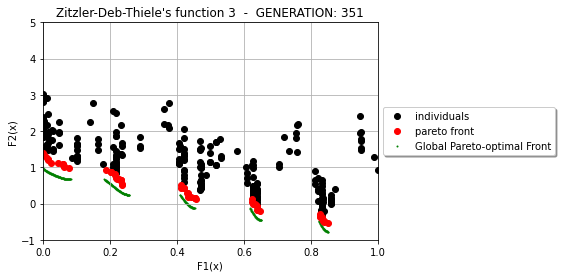 Zitzler-Deb-Thiele's function 3 - GENERATION: 351
5
4
3
2
1
0
−1
F2(x)
0.0 0.2 0.4 0.6 0.8 1.0
F1(x)
individuals
pareto front
Global Pareto-optimal Front